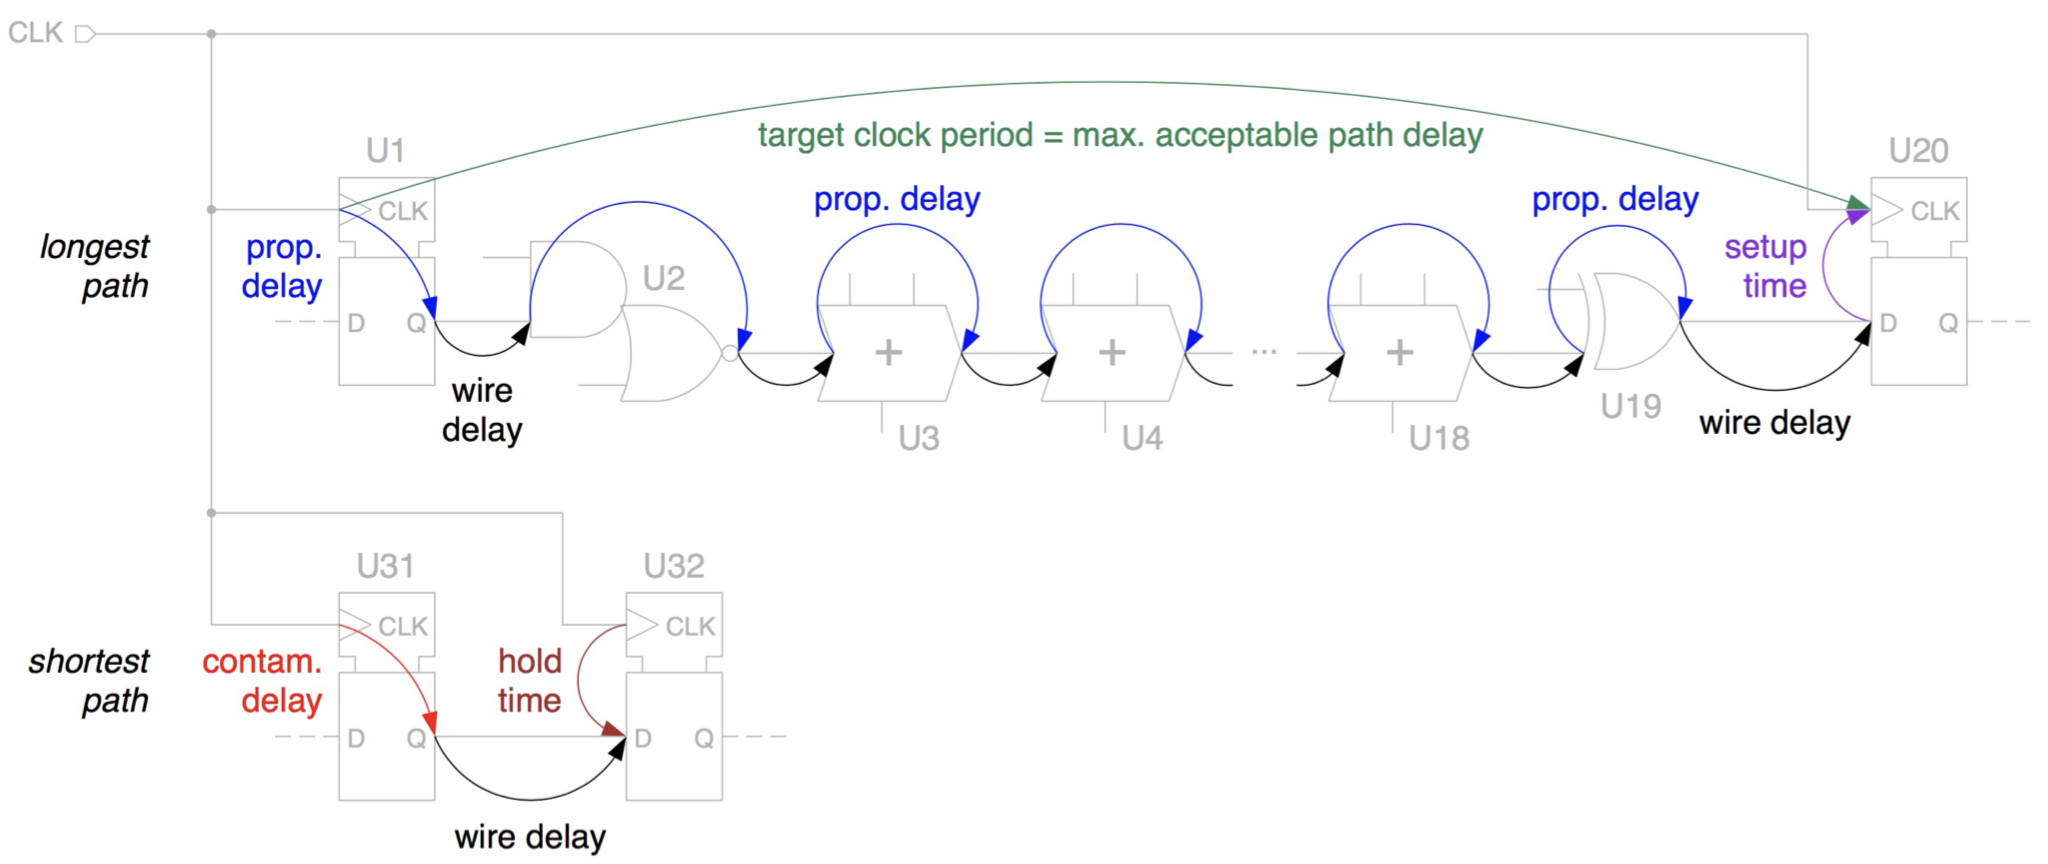 CLK
target clock period = max. acceptable path delay
U1
U20
prop. delay
prop. delay
CLK
CLK
longest
path
prop.
delay
U2
setup
time
D
Q
+
+
...
+
D
Q
wire
delay
U3
U4
U18
U19
wire delay
U31
U32
CLK
CLK
shortest
path
contam.
delay
hold
time
D
Q
D
Q
wire delay